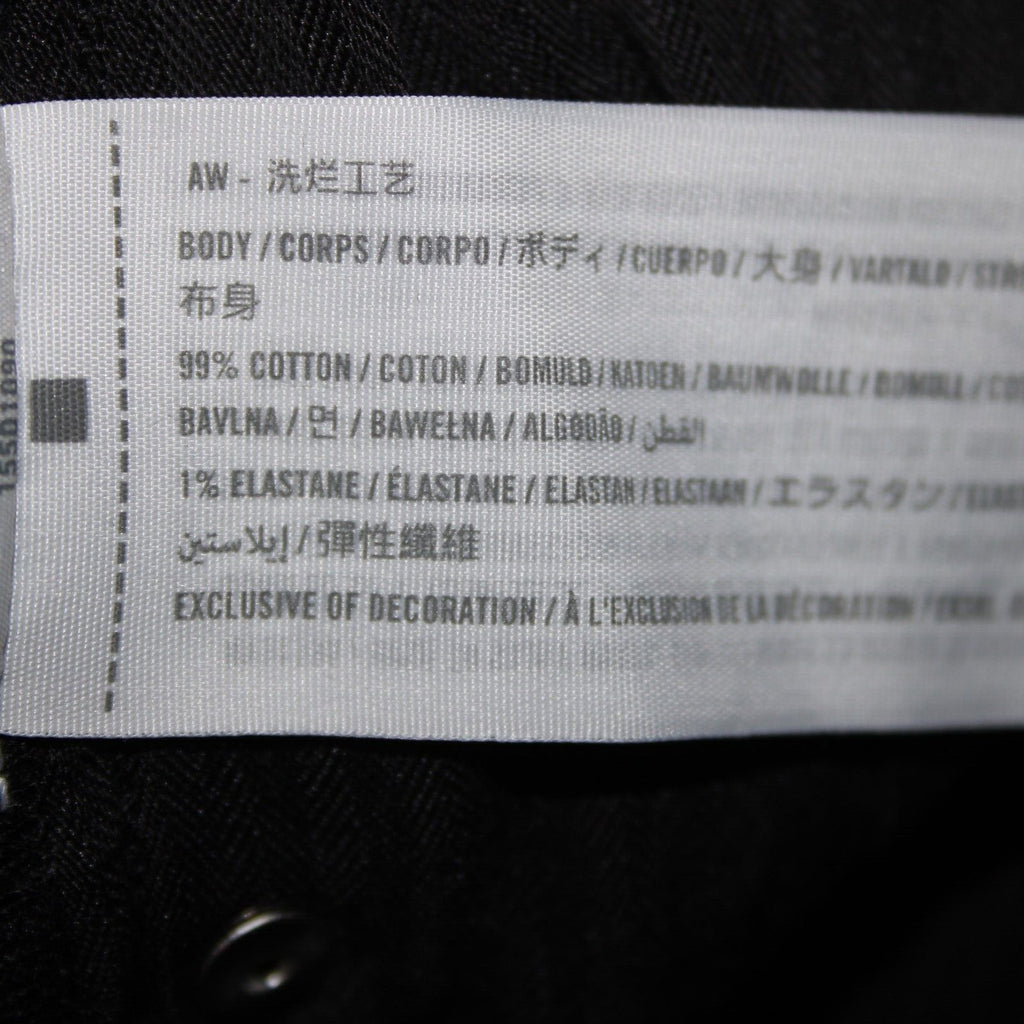 AW - 洗烂工艺
BODY / CORPS / CORPO / ボディ / CUERPO / 大身 / VARTALO /
布身
99% COTTON / COTON / BOMULD / KATOEN / BAUMWOLLE / BOMULL /
BAVLNA / 면 / BAWEŁNA / ALGODÃO / القطن
1% ELASTANE / ÉLASTANE / ELASTAN / ELASTAAN / エラスタン /
إيلاستين / 彈性纖維
EXCLUSIVE OF DECORATION / À L'EXCLUSION DE LA DÉCORATION /